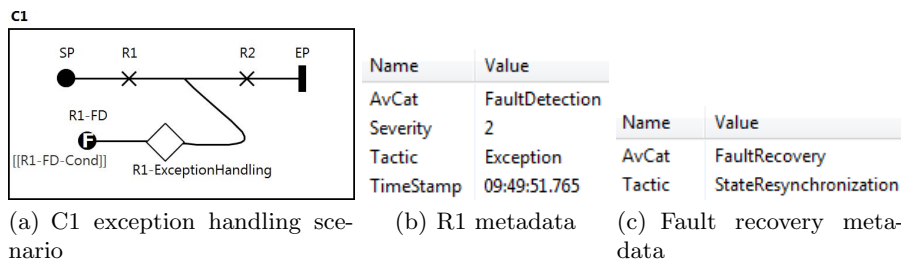 C1
SP R1 R2 EP
R1-FD
F
[[R1-FD-Cond]]
R1-ExceptionHandling
Name Value
AvCat FaultDetection
Severity 2
Tactic Exception
TimeStamp 09:49:51.765
Name Value
AvCat FaultRecovery
Tactic StateResynchronization
(a) C1 exception handling sce-
nario
(b) R1 metadata
(c) Fault recovery meta-
data